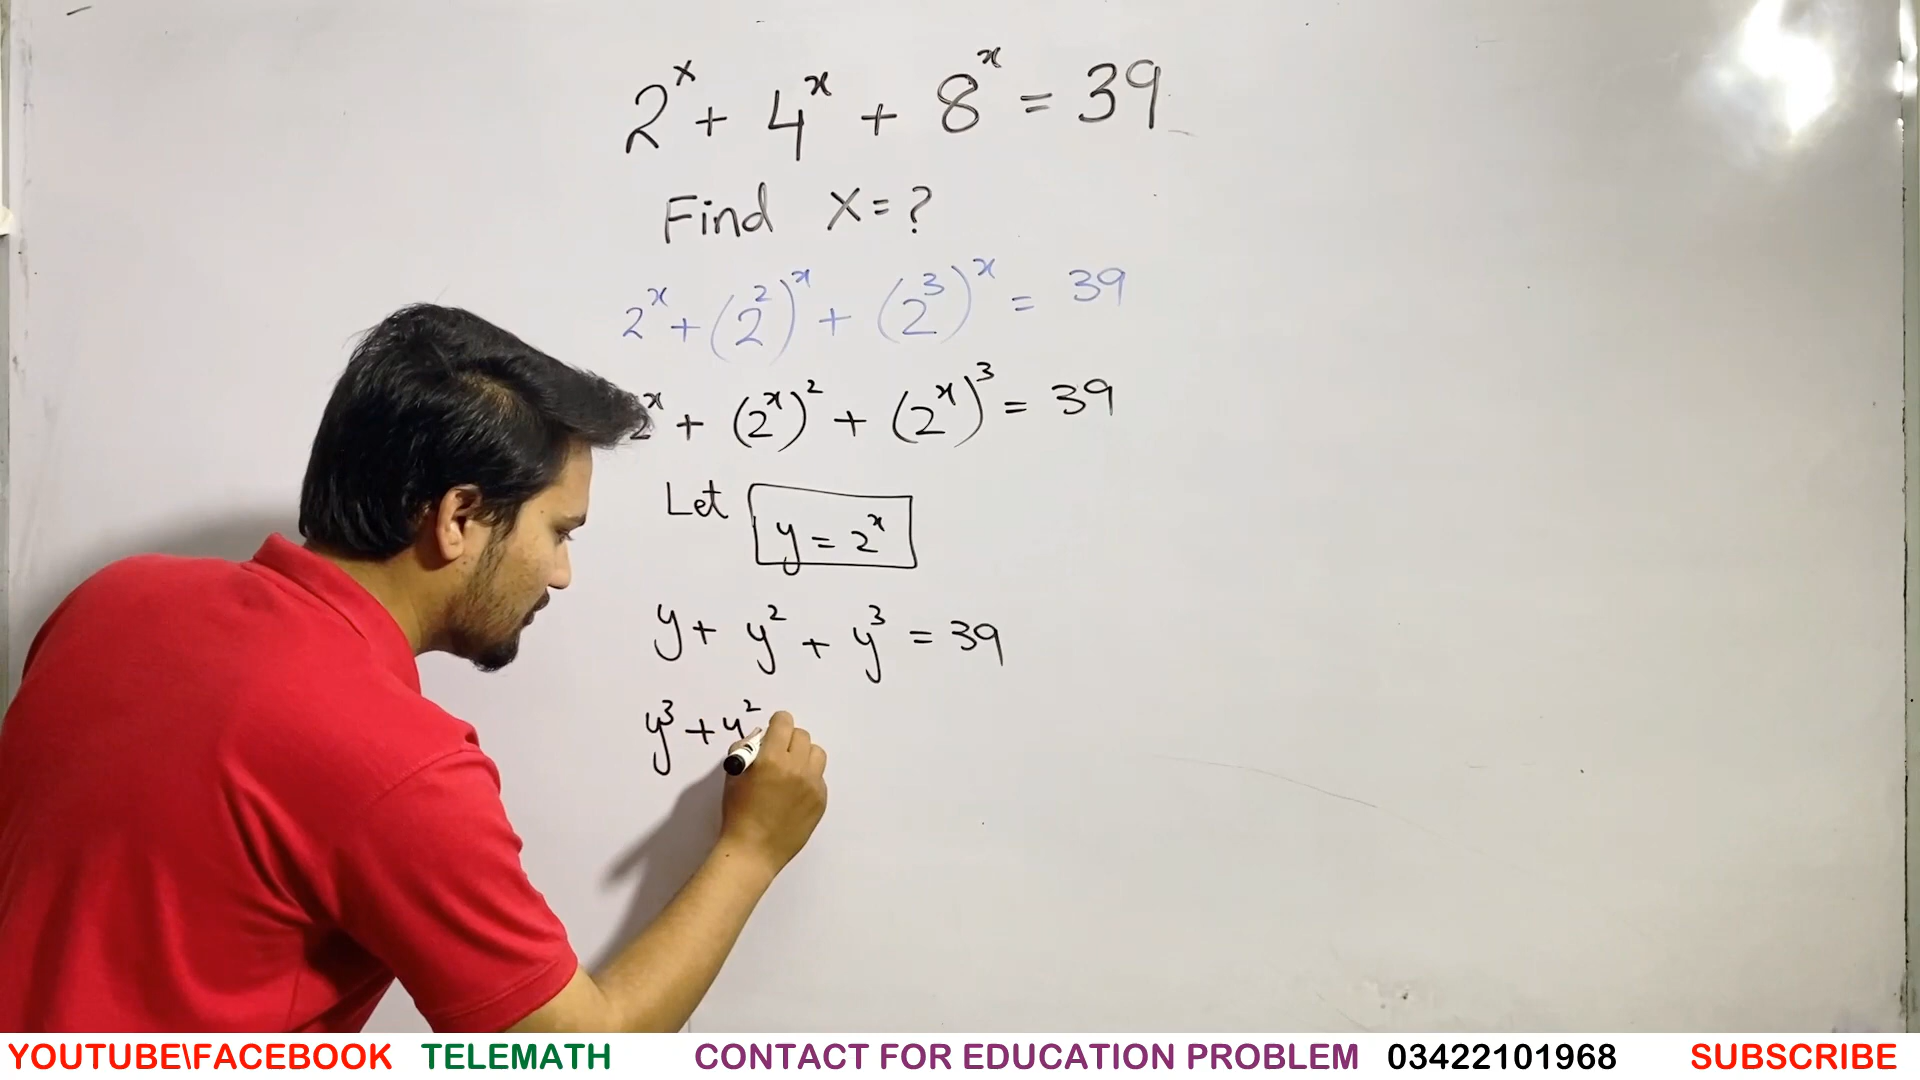 2^x + 4^x + 8^x = 39
Find x = ?
2^x + (2^2)^x + (2^3)^x = 39
2^x + (2^x)^2 + (2^x)^3 = 39
Let y = 2^x
y + y^2 + y^3 = 39
y^3 + y^2
YOUTUBE\FACEBOOK TELEMATH CONTACT FOR EDUCATION PROBLEM 03422101968 SUBSCRIBE